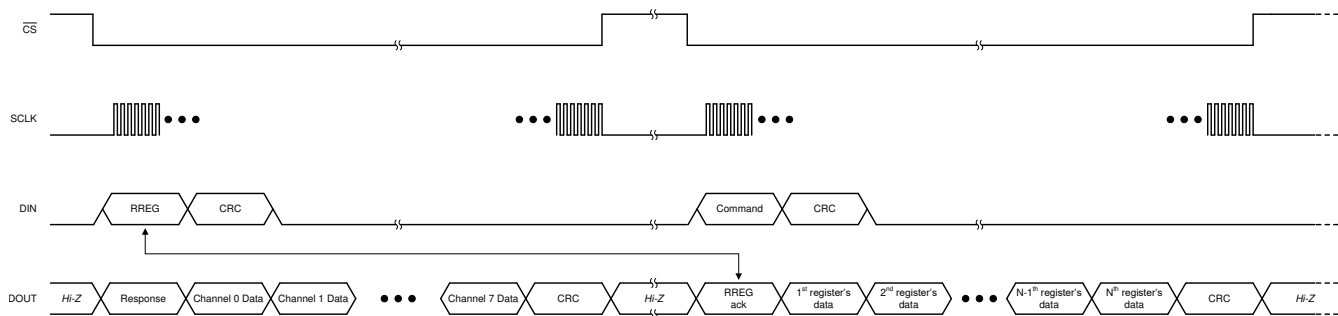 CS
SCLK
DIN
RREG
CRC
Command
CRC
DOUT
Hi-Z
Response
Channel 0 Data
Channel 1 Data
Channel 7 Data
CRC
Hi-Z
RREG
ack
1st register's
data
2nd register's
data
N-1th register's
data
Nth register's
data
CRC
Hi-Z